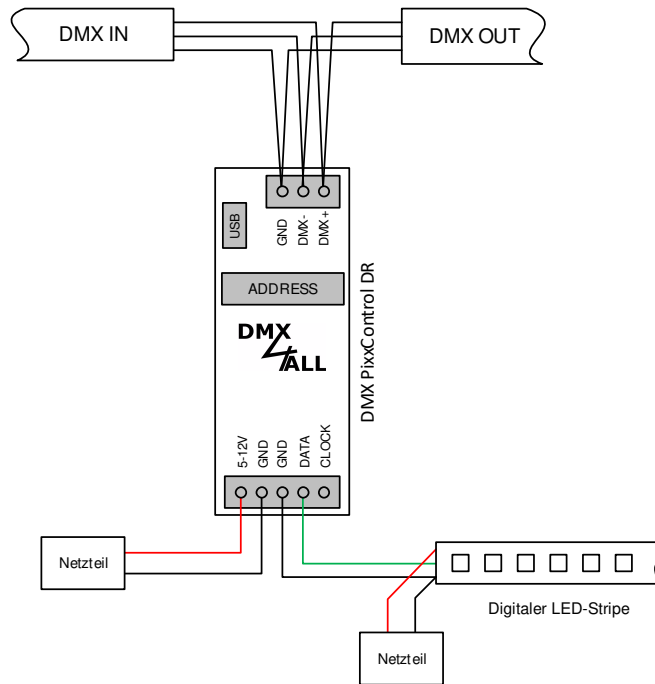 DMX IN
DMX OUT
USB
GND
DMX-
DMX+
ADDRESS
DMX
4ALL
DMX PixxControl DR
5-12V
GND
GND
DATA
CLOCK
Netzteil
Digitaler LED-Stripe
Netzteil